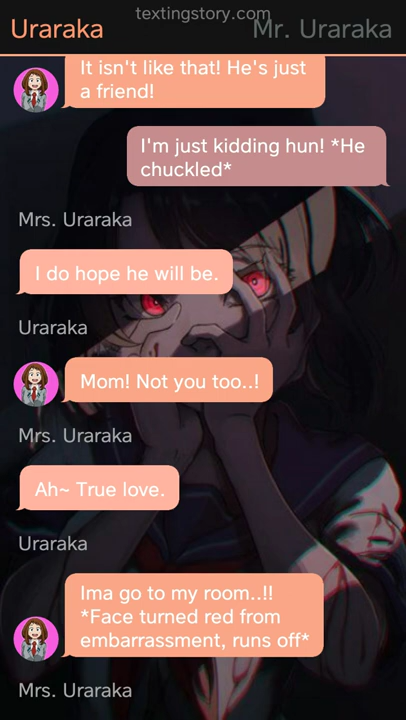 textingstory.com
Uraraka
Mr. Uraraka
It isn't like that! He's just
a friend!
I'm just kidding hun! *He
chuckled*
Mrs. Uraraka
I do hope he will be.
Uraraka
Mom! Not you too..!
Mrs. Uraraka
Ah~ True love.
Uraraka
Ima go to my room..!!
*Face turned red from
embarrassment, runs off*
Mrs. Uraraka